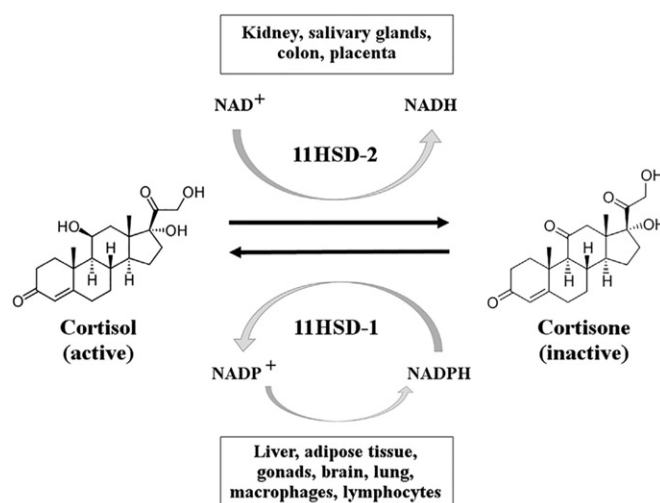 Kidney, salivary glands,
colon, placenta
NAD+
NADH
11HSD-2
O
OH
HO
OH
O
Cortisol
(active)
HO
O
O
OH
O
Cortisone
(inactive)
11HSD-1
NADP+
NADPH
Liver, adipose tissue,
gonads, brain, lung,
macrophages, lymphocytes